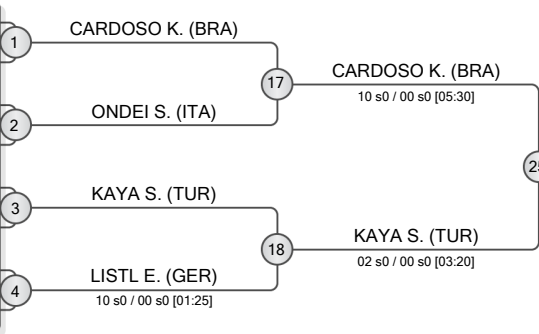 CARDOSO K. (BRA)
1
17
CARDOSO K. (BRA)
10 s0 / 00 s0 [05:30]
ONDEI S. (ITA)
2
25
KAYA S. (TUR)
3
18
KAYA S. (TUR)
02 s0 / 00 s0 [03:20]
LISTL E. (GER)
4
10 s0 / 00 s0 [01:25]